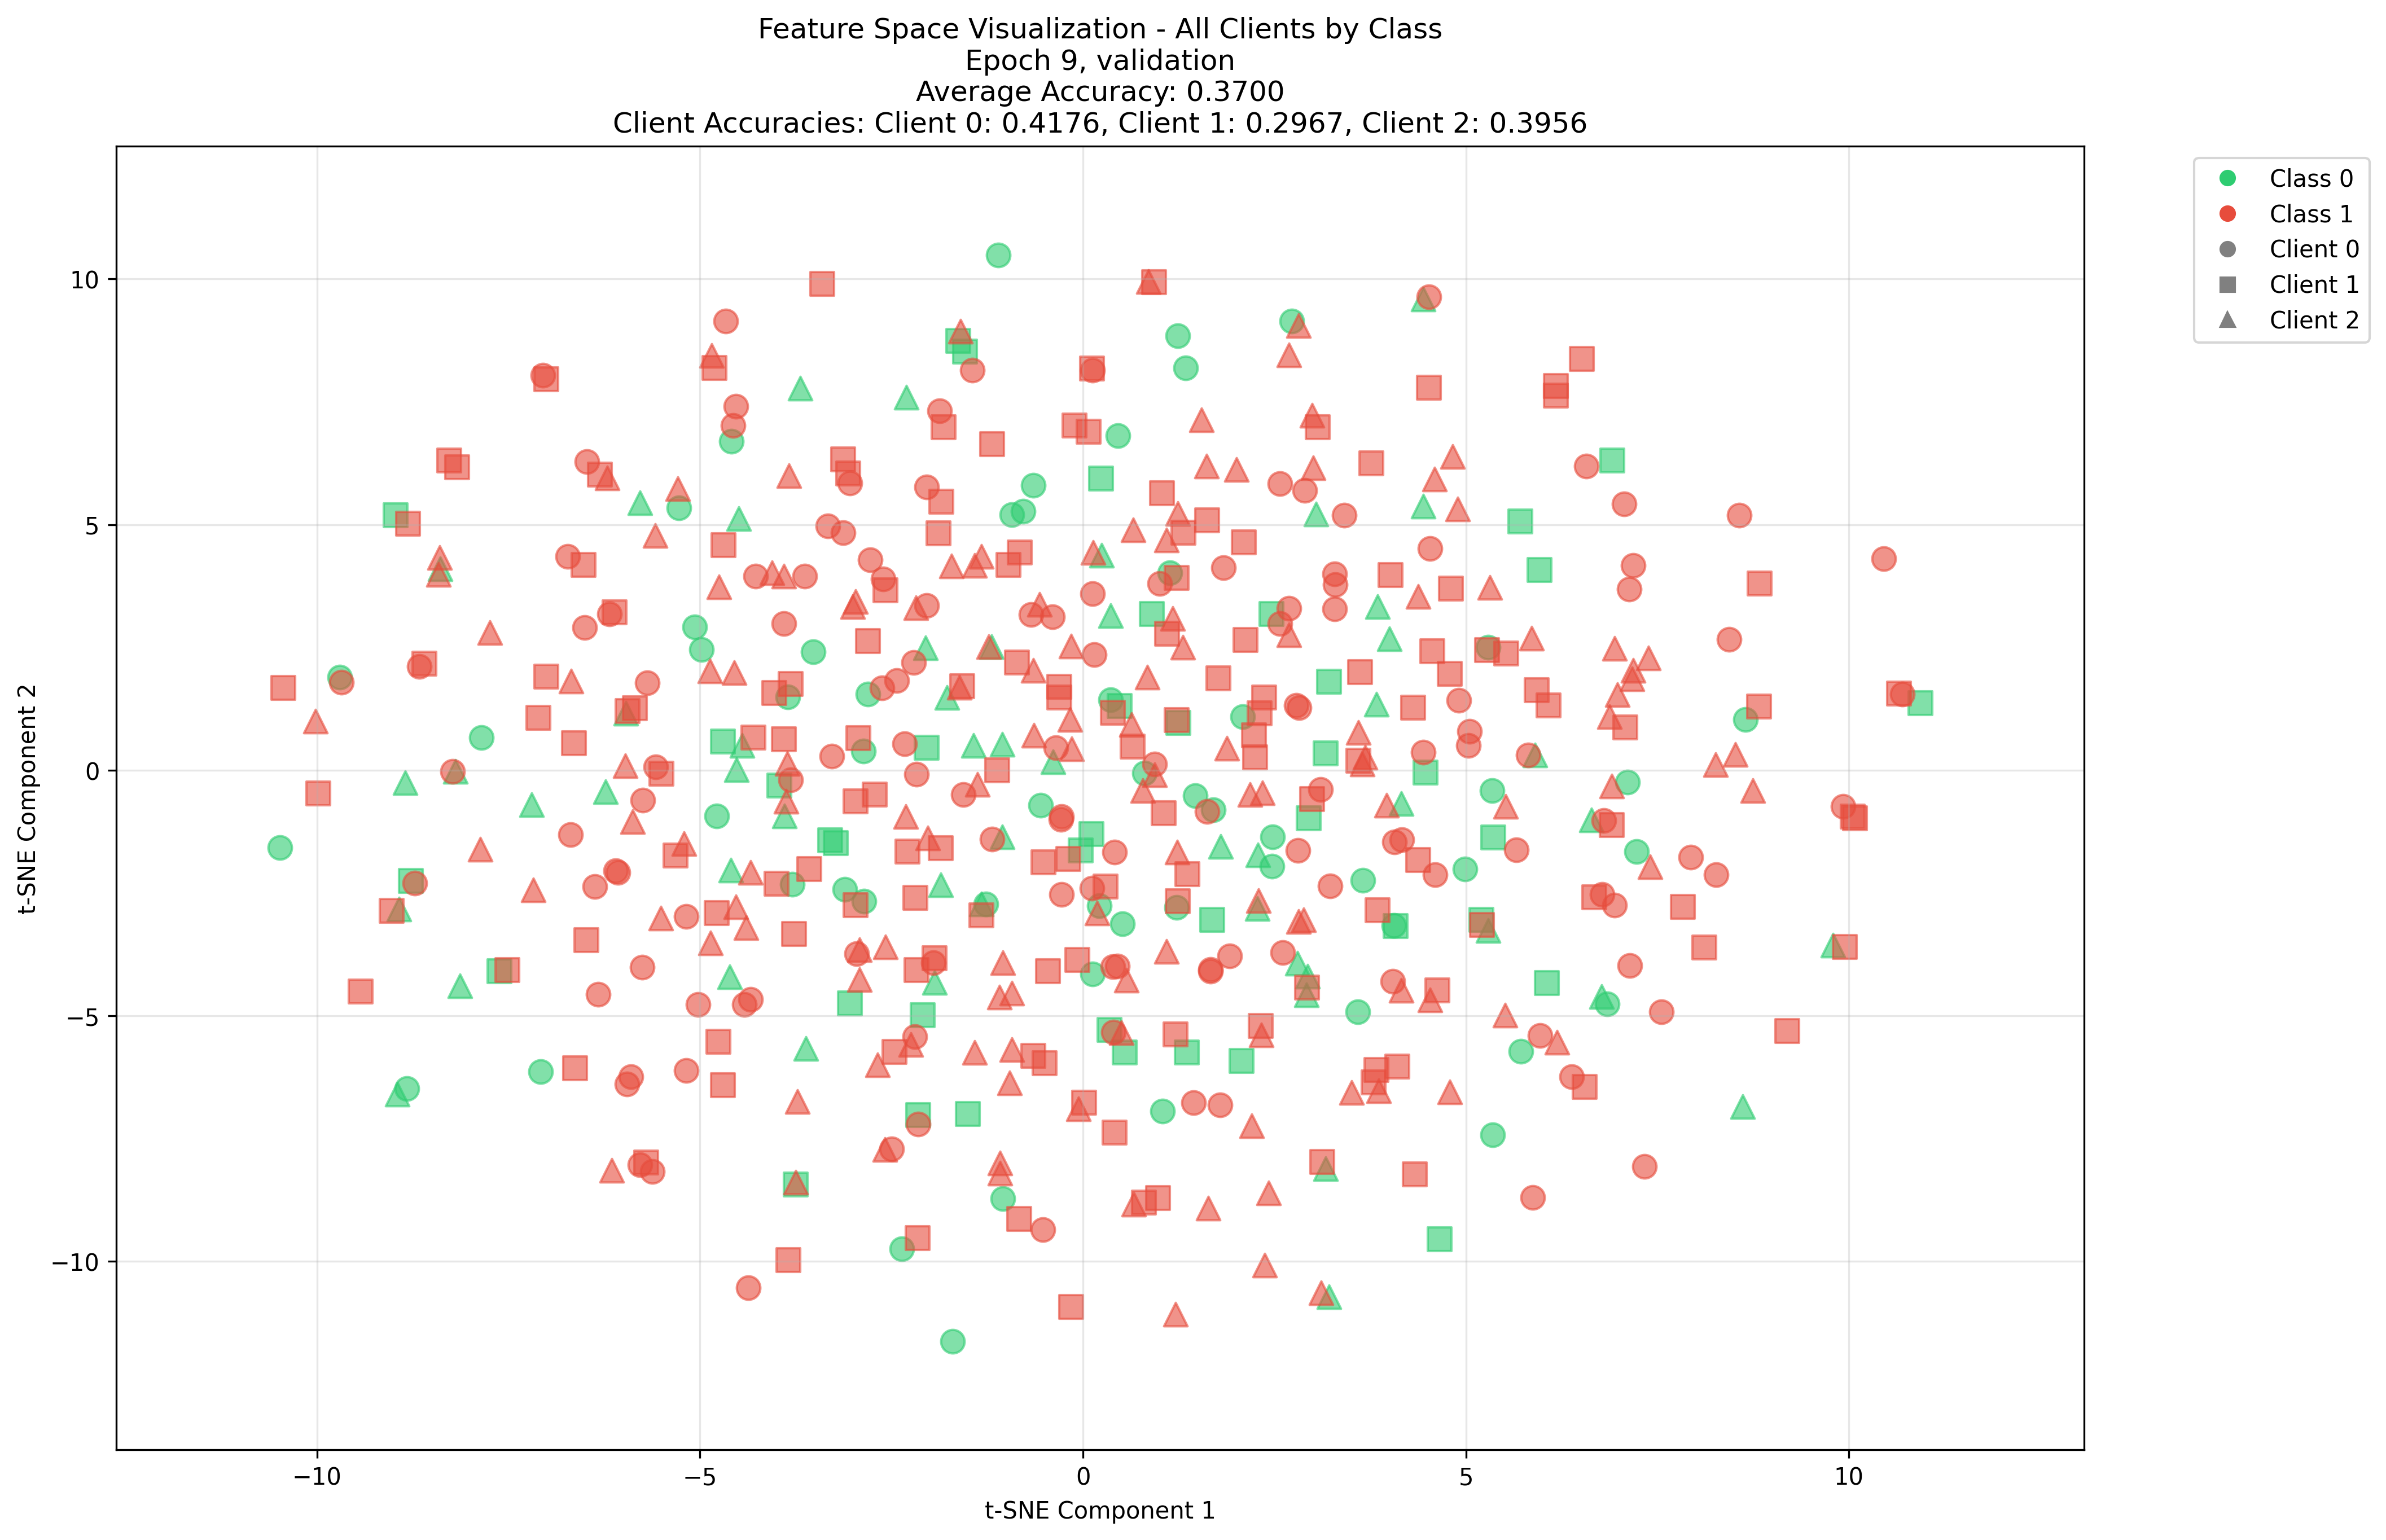 Feature Space Visualization - All Clients by Class
Epoch 9, validation
Average Accuracy: 0.3700
Client Accuracies: Client 0: 0.4176, Client 1: 0.2967, Client 2: 0.3956
Class 0
Class 1
Client 0
Client 1
Client 2
t-SNE Component 2
10
5
0
−5
−10
−10
−5
0
5
10
t-SNE Component 1